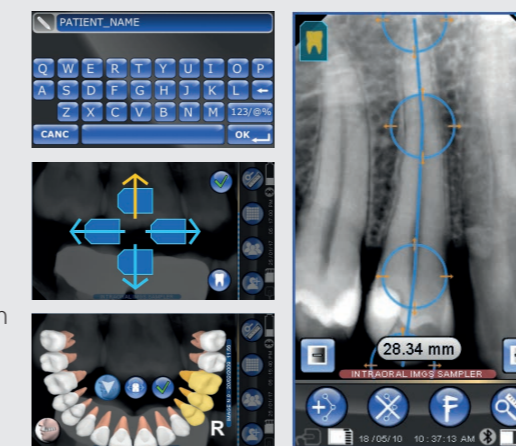 PATIENT_NAME
Q W E R T Y U I O P
A S D F G H J K L
Z X C V B N M 123/@%
CANC OK
n
R
28.34 mm
INTRAORAL IMGS SAMPLER
18/05/10 10:37:13 AM